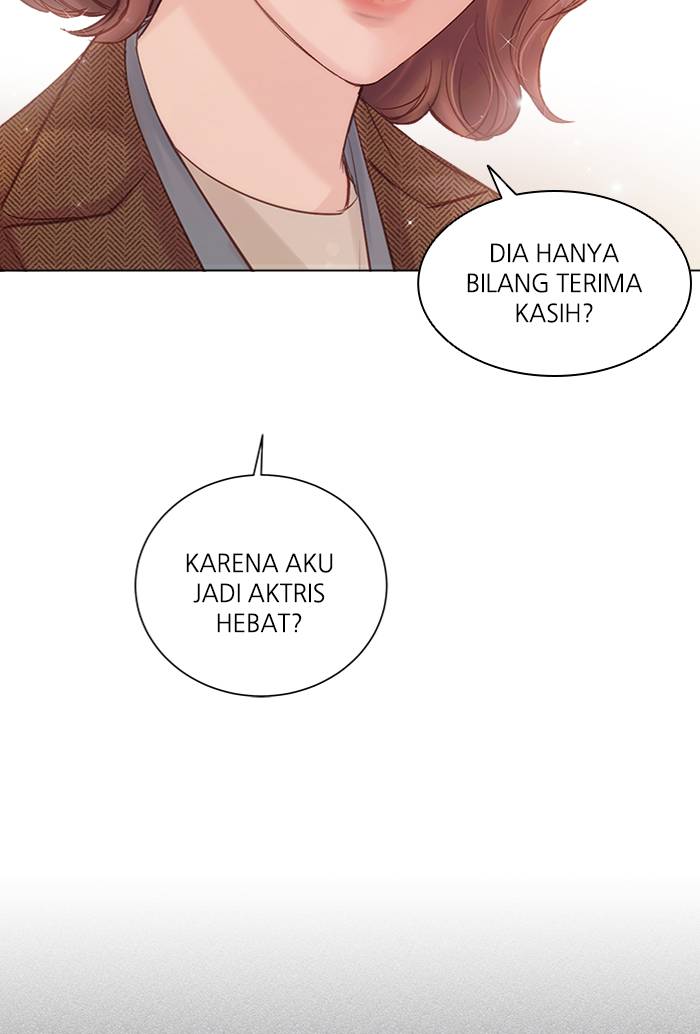 DIA HANYA
BILANG TERIMA
KASIH?
KARENA AKU
JADI AKTRIS
HEBAT?